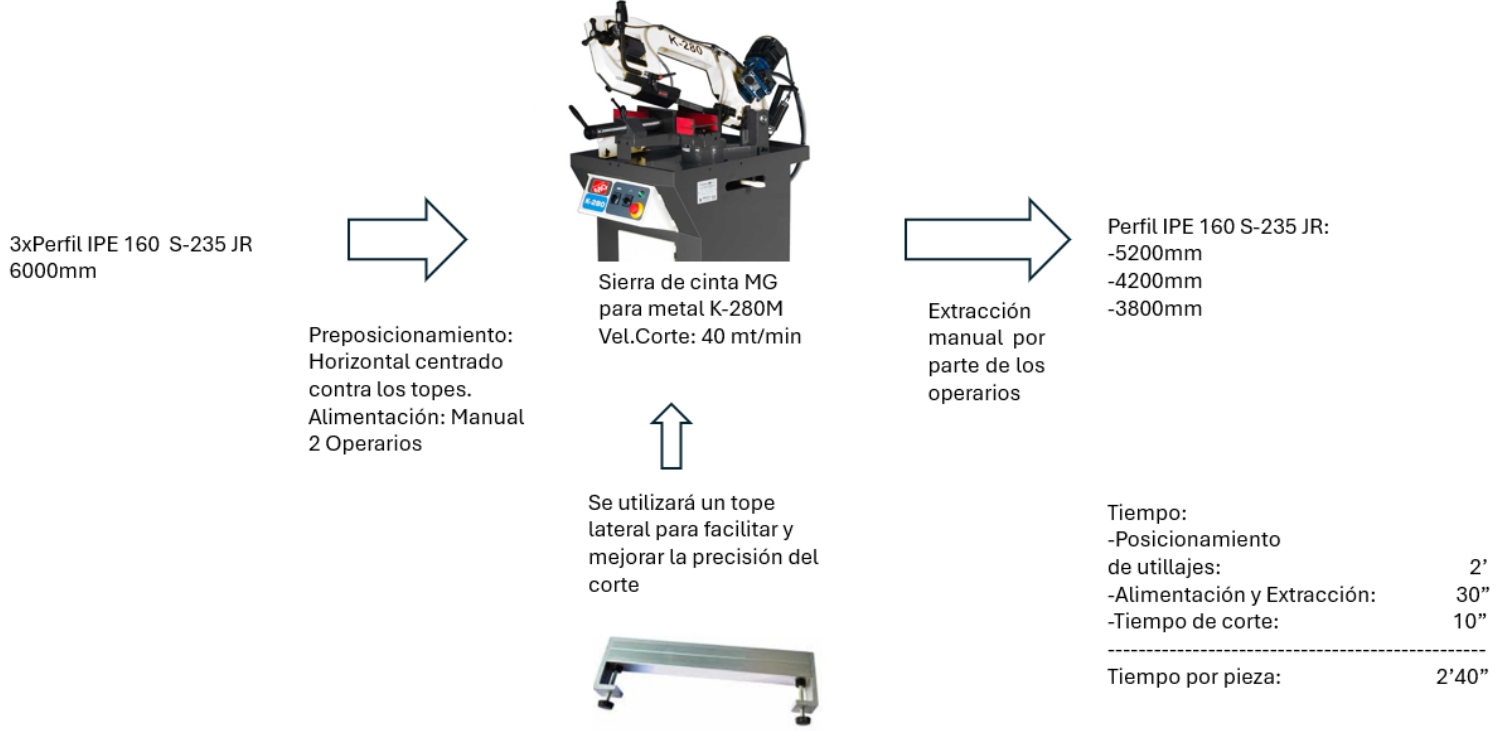 3xPerfil IPE 160 S-235 JR
6000mm
Preposicionamiento:
Horizontal centrado
contra los topes.
Alimentación: Manual
2 Operarios
K-280
K-280
Sierra de cinta MG
para metal K-280M
Vel.Corte: 40 mt/min
Se utilizará un tope
lateral para facilitar y
mejorar la precisión del
corte
Extracción
manual por
parte de los
operarios
Perfil IPE 160 S-235 JR:
-5200mm
-4200mm
-3800mm
Tiempo:
-Posicionamiento
de utillajes: 2’
-Alimentación y Extracción: 30”
-Tiempo de corte: 10”
------------------------------------------------
Tiempo por pieza: 2’40”